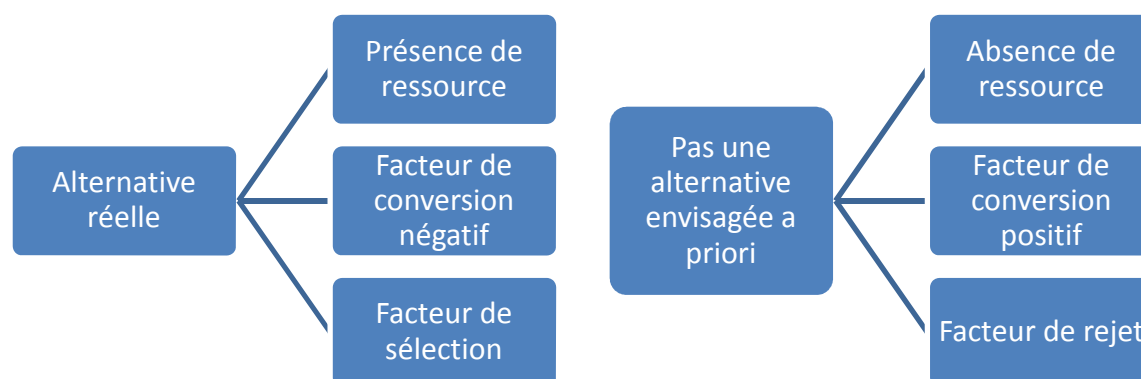 Alternative
réelle
Présence de
ressource
Facteur de
conversion
négatif
Facteur de
sélection
Pas une
alternative
envisagée a
priori
Absence de
ressource
Facteur de
conversion
positif
Facteur de rejet